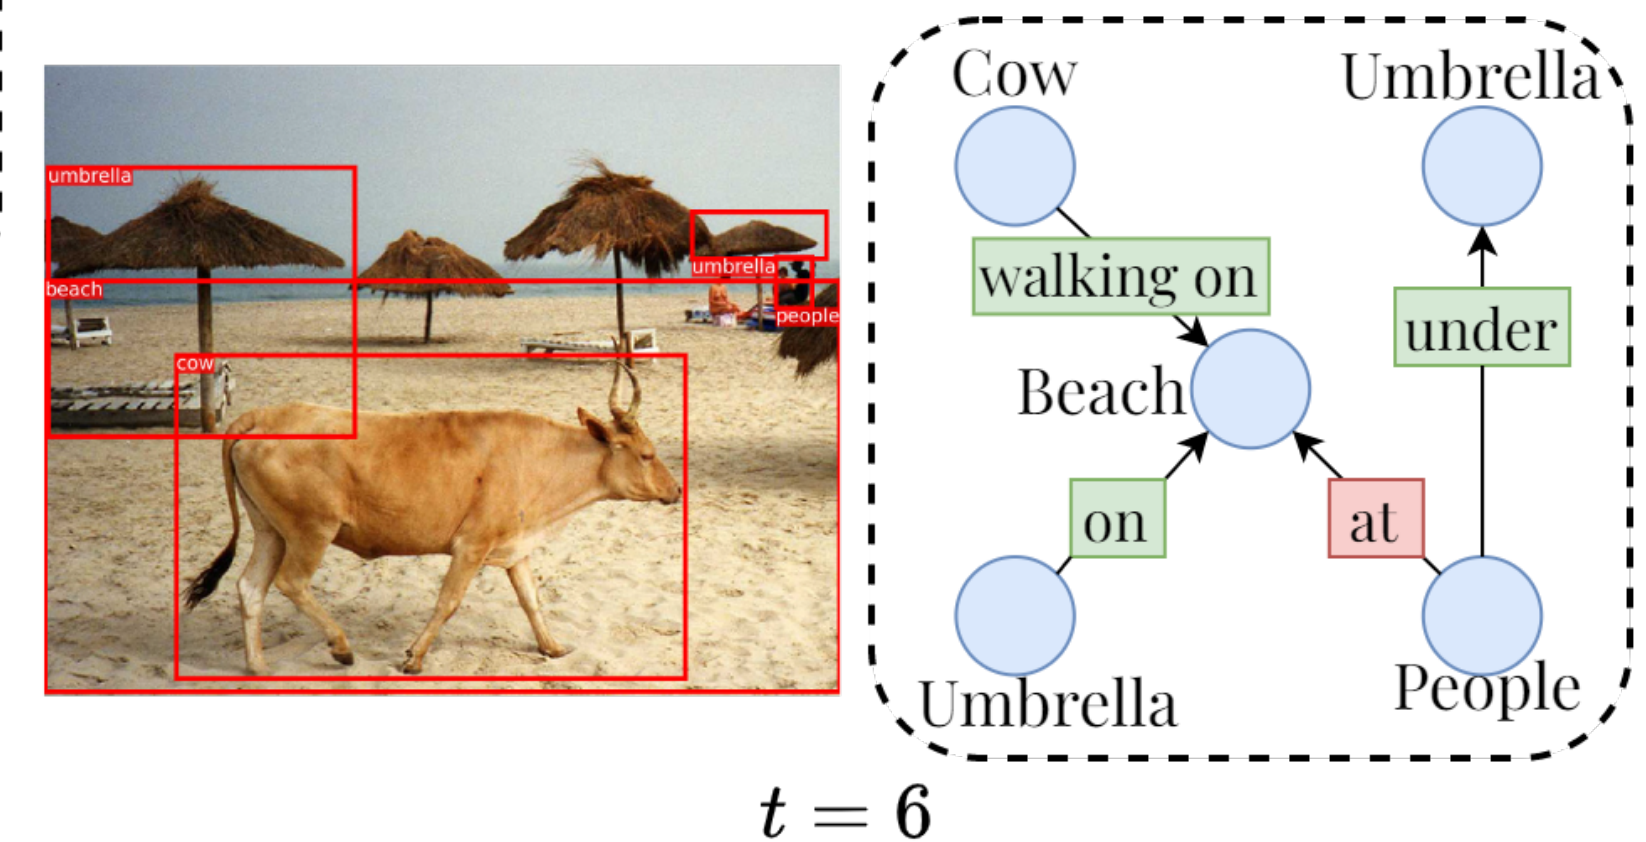 umbrella
umbrella
beach
people
cow
Cow
Umbrella
walking on
under
Beach
on
at
Umbrella
People
t = 6